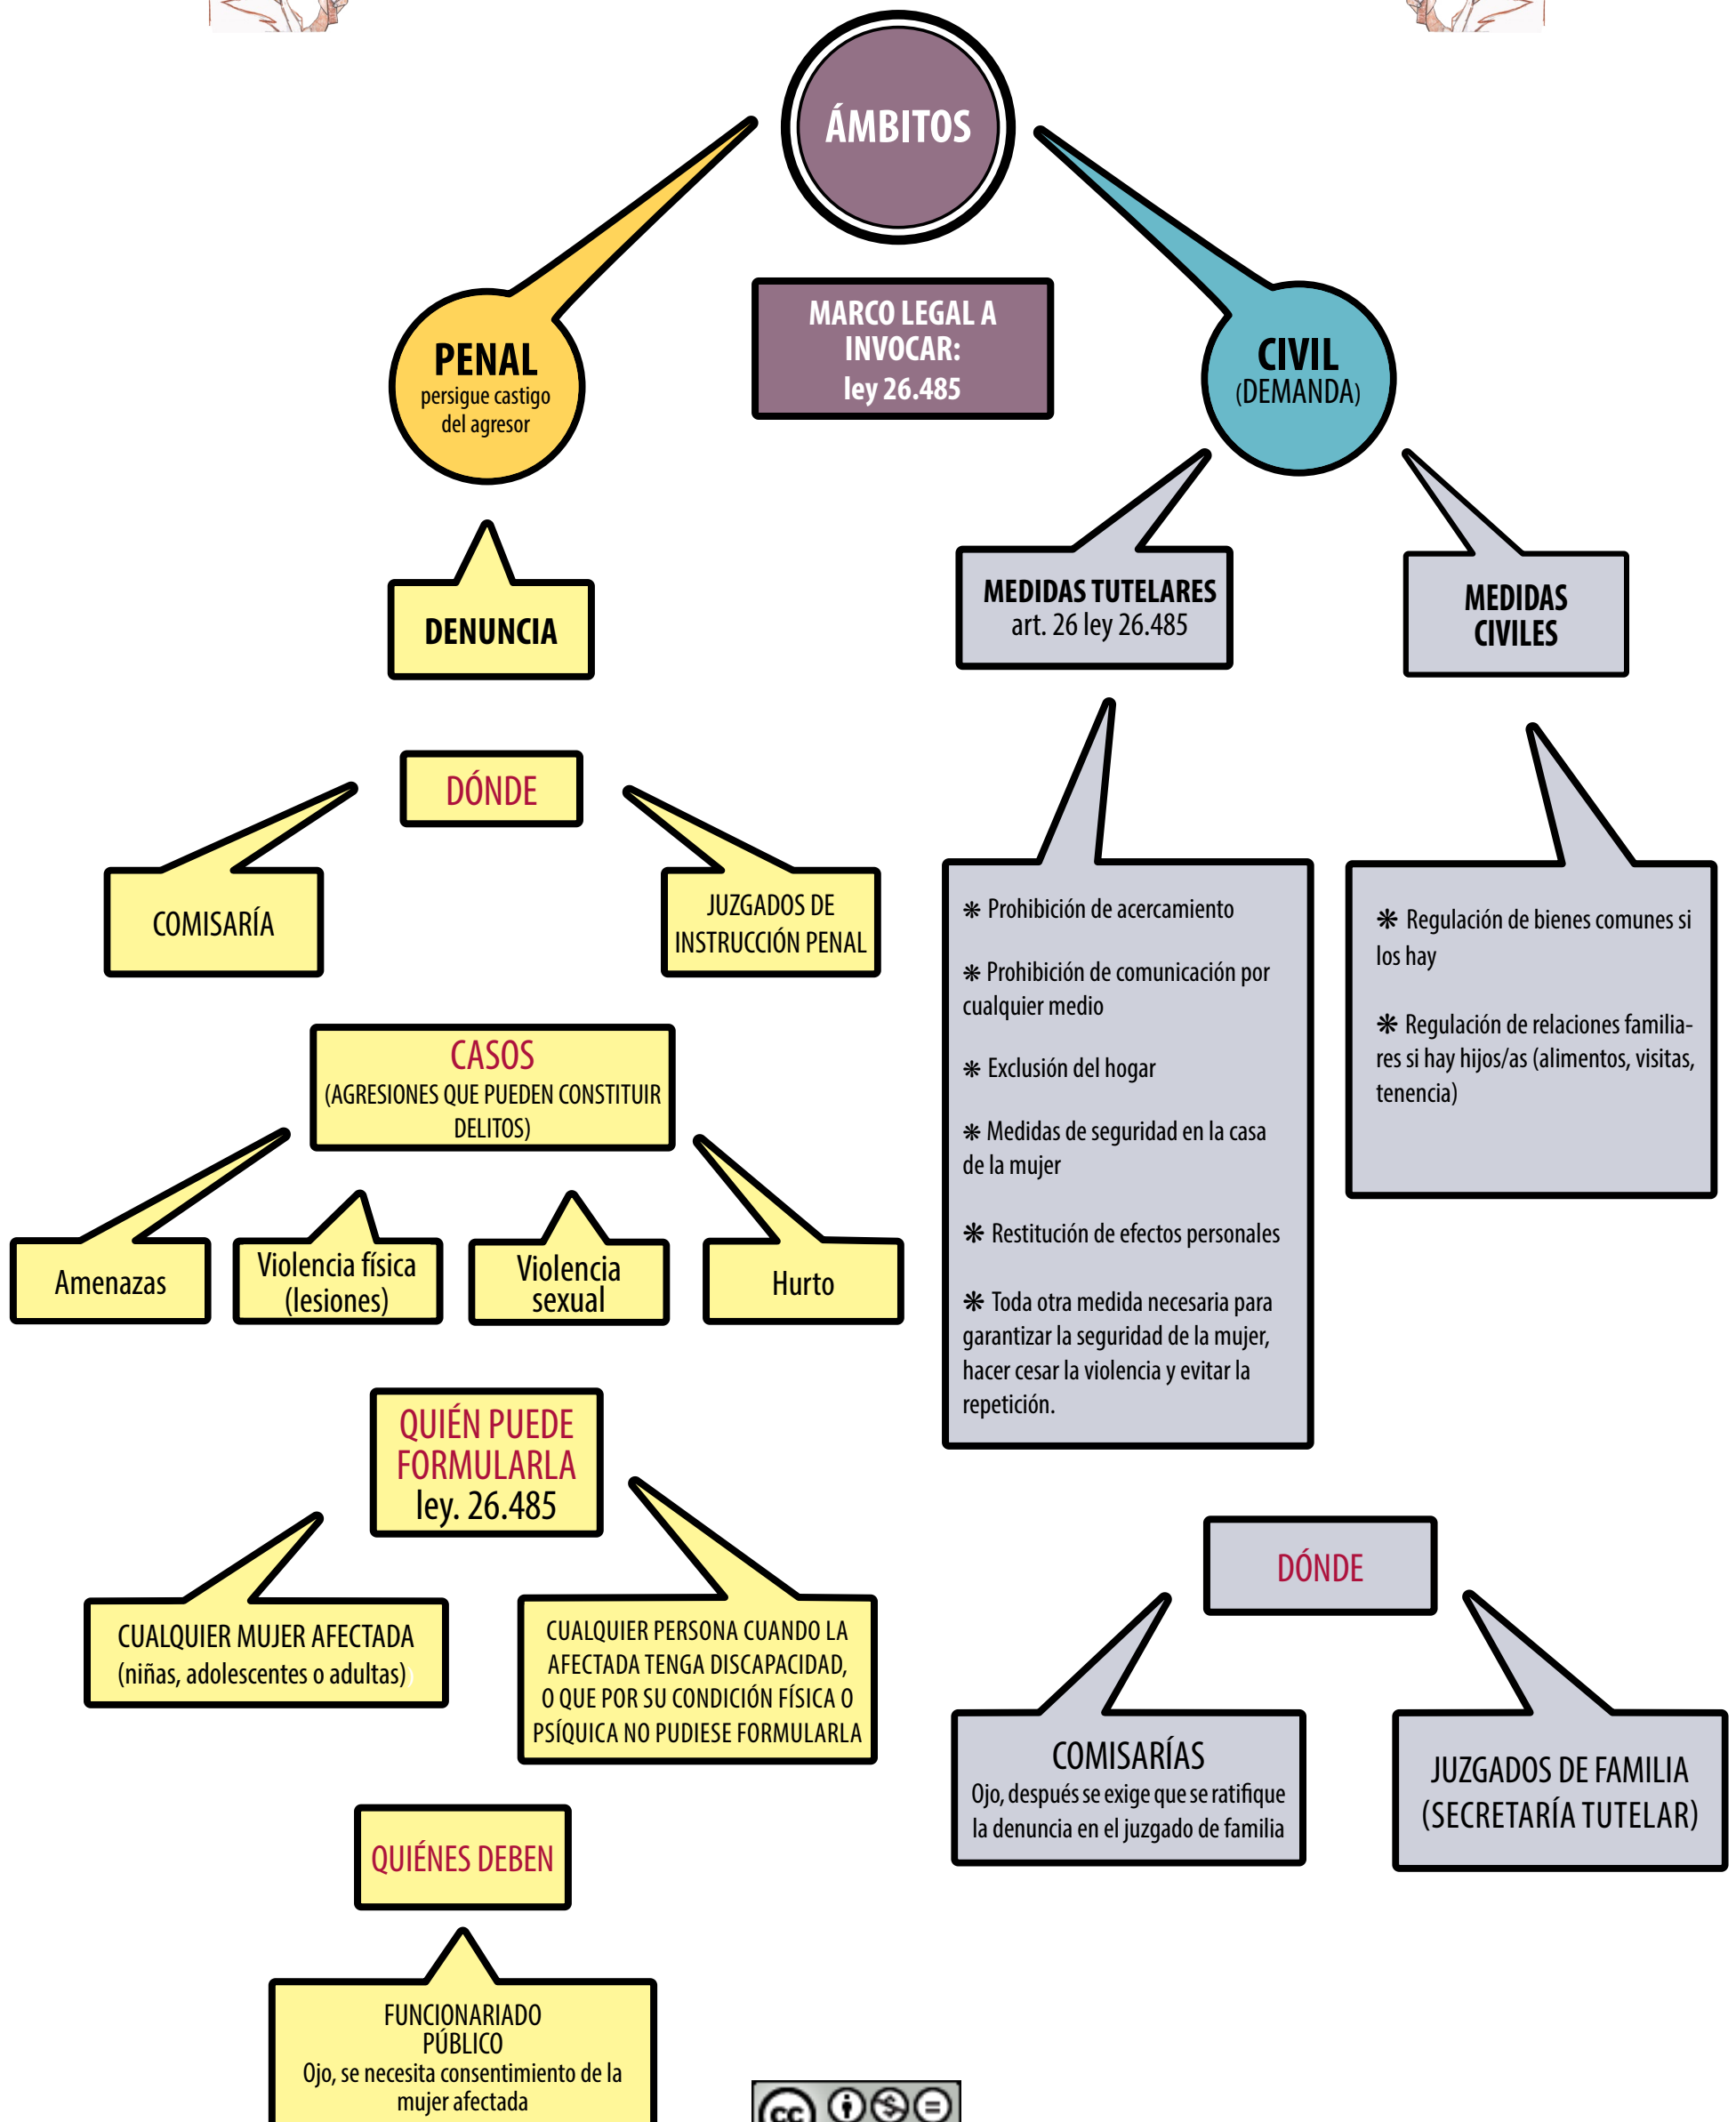 ÁMBITOS
MARCO LEGAL A
INVOCAR:
ley 26.485
PENAL
persigue castigo
del agresor
DENUNCIA
DÓNDE
COMISARÍA
JUZGADOS DE
INSTRUCCIÓN PENAL
CASOS
(AGRESIONES QUE PUEDEN CONSTITUIR
DELITOS)
Amenazas
Violencia física
(lesiones)
Violencia
sexual
Hurto
QUIÉN PUEDE
FORMULARLA
ley. 26.485
CUALQUIER MUJER AFECTADA
(niñas, adolescentes o adultas)
CUALQUIER PERSONA CUANDO LA
AFECTADA TENGA DISCAPACIDAD,
O QUE POR SU CONDICIÓN FÍSICA O
PSÍQUICA NO PUDIESE FORMULARLA
QUIÉNES DEBEN
FUNCIONARIADO
PÚBLICO
Ojo, se necesita consentimiento de la
mujer afectada
CIVIL
(DEMANDA)
MEDIDAS TUTELARES
art. 26 ley 26.485
❋ Prohibición de acercamiento
❋ Prohibición de comunicación por
cualquier medio
❋ Exclusión del hogar
❋ Medidas de seguridad en la casa
de la mujer
❋ Restitución de efectos personales
❋ Toda otra medida necesaria para
garantizar la seguridad de la mujer,
hacer cesar la violencia y evitar la
repetición.
MEDIDAS
CIVILES
❋ Regulación de bienes comunes si
los hay
❋ Regulación de relaciones familia-
res si hay hijos/as (alimentos, visitas,
tenencia)
DÓNDE
COMISARÍAS
Ojo, después se exige que se ratifique
la denuncia en el juzgado de familia
JUZGADOS DE FAMILIA
(SECRETARÍA TUTELAR)
cc